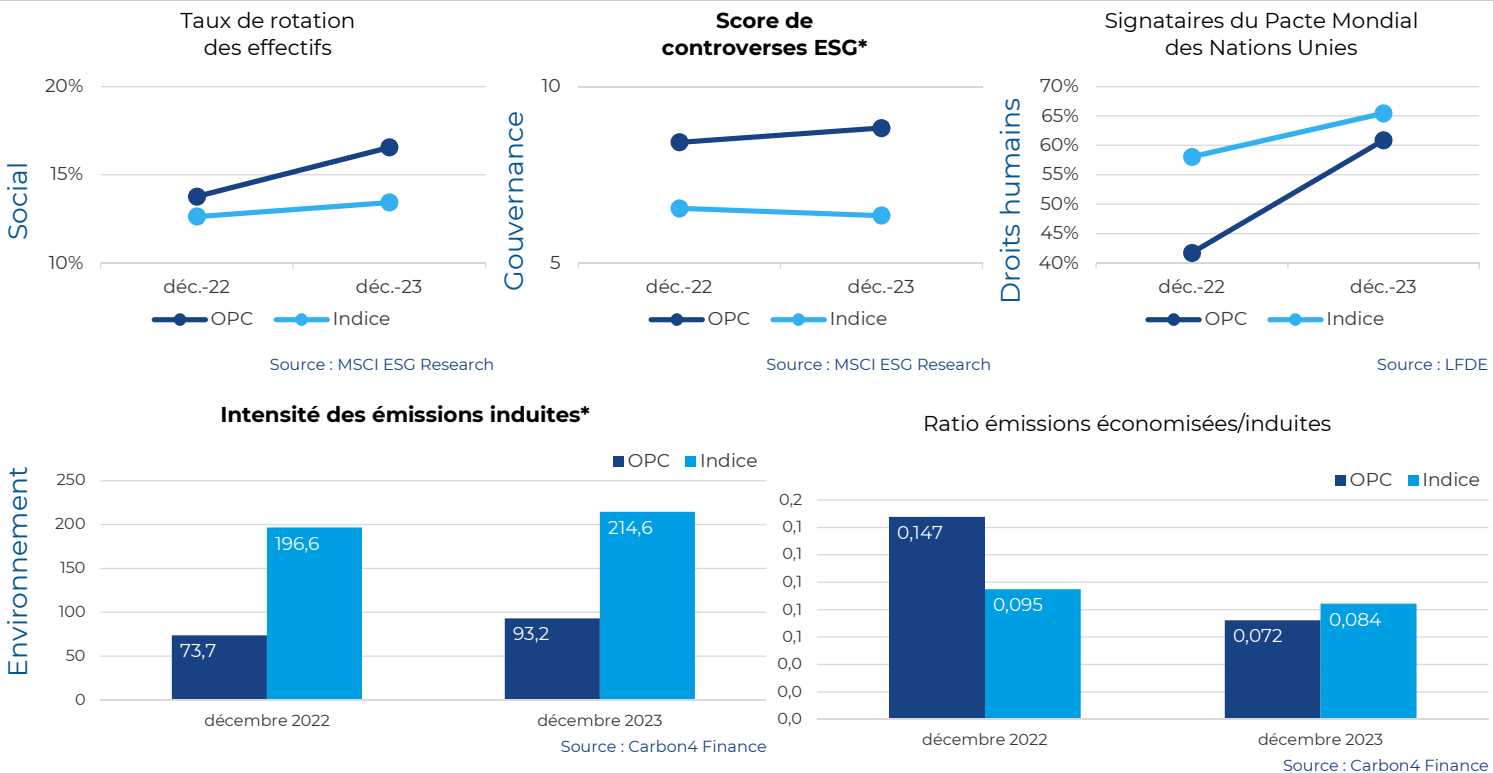 Taux de rotation
des effectifs
Social
20%
15%
10%
déc.-22
déc.-23
OPC
Indice
Source : MSCI ESG Research
Score de
controverses ESG*
Gouvernance
10
5
déc.-22
déc.-23
OPC
Indice
Source : MSCI ESG Research
Signataires du Pacte Mondial
des Nations Unies
Droits humains
70%
65%
60%
55%
50%
45%
40%
déc.-22
déc.-23
OPC
Indice
Source : LFDE
Intensité des émissions induites*
Environnement
OPC
Indice
250
200
150
100
50
0
73,7
196,6
93,2
214,6
décembre 2022
décembre 2023
Source : Carbon4 Finance
Ratio émissions économisées/induites
OPC
Indice
0,2
0,1
0,1
0,1
0,1
0,1
0,0
0,0
0,0
0,147
0,095
0,072
0,084
décembre 2022
décembre 2023
Source : Carbon4 Finance